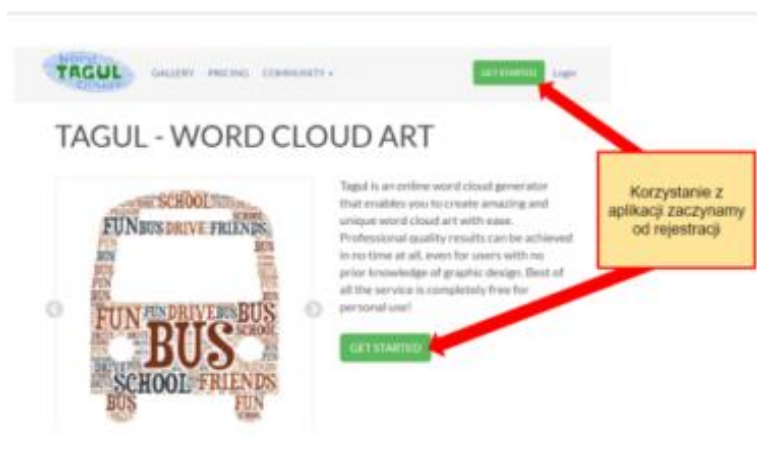 TAGUL
GALLERY PRICING COMMUNITY
GET STARTED Login
TAGUL - WORD CLOUD ART
SCHOOL
FUN BUS DRIVE FRIENDS
BUS
FUN FUN DRIVE BUS BUS
SCHOOL
BUS
SCHOOL FRIENDS
BUS FUN
Tagul is an online word cloud generator
that enables you to create amazing and
unique word cloud art with ease.
Professional quality results can be achieved
in no time at all, even for users with no
prior knowledge of graphic design. Best of
all the service is completely free for
personal use!
GET STARTED
Korzystanie z
aplikacji zaczynamy
od rejestracji